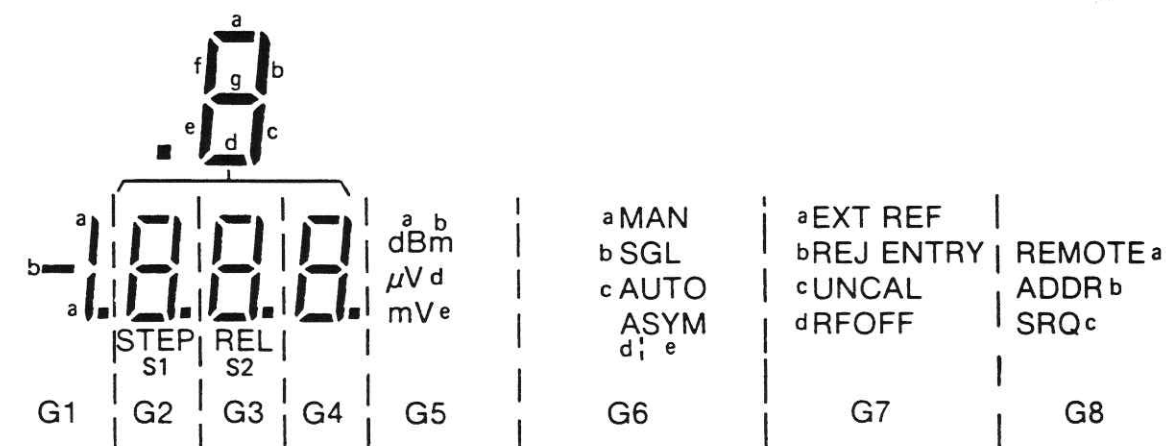 a
f b
g
e c
d
a a b a MAN a EXT REF
dBm b SGL b REJ ENTRY REMOTE a
b μV d c AUTO c UNCAL ADDR b
a mV e ASYM d RFOFF SRQ c
STEP REL d e
S1 S2
G1 G2 G3 G4 G5 G6 G7 G8